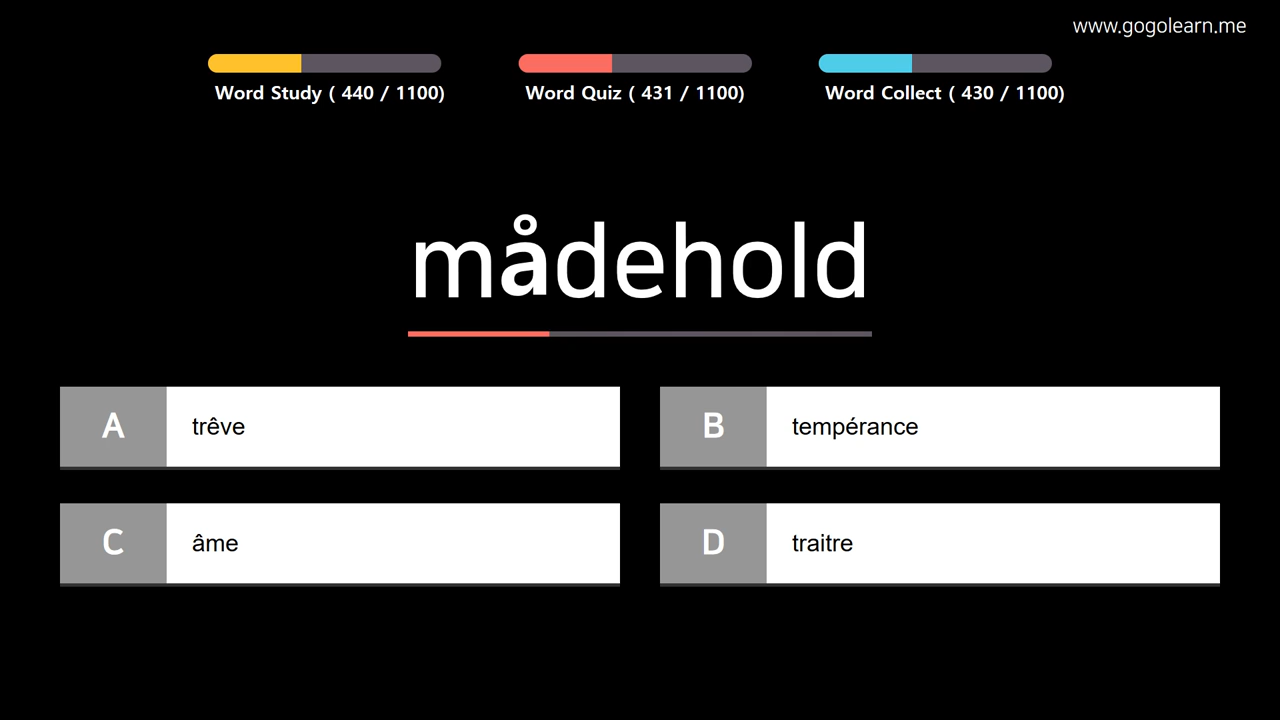 www.gogolearn.me
Word Study ( 440 / 1100)
Word Quiz ( 431 / 1100)
Word Collect ( 430 / 1100)
mådehold
A trêve
B tempérance
C âme
D traitre